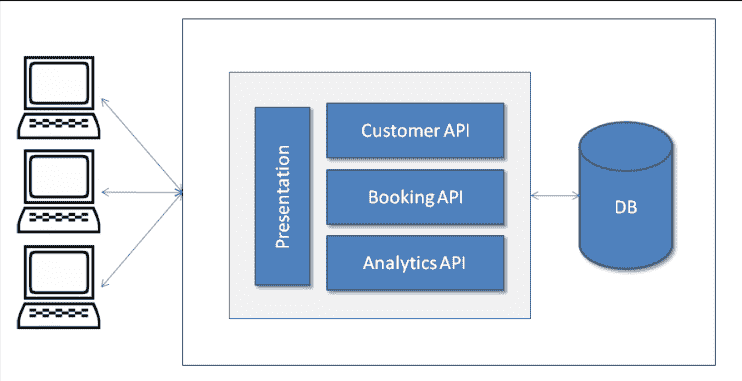 Presentation
Customer API
Booking API
Analytics API
DB